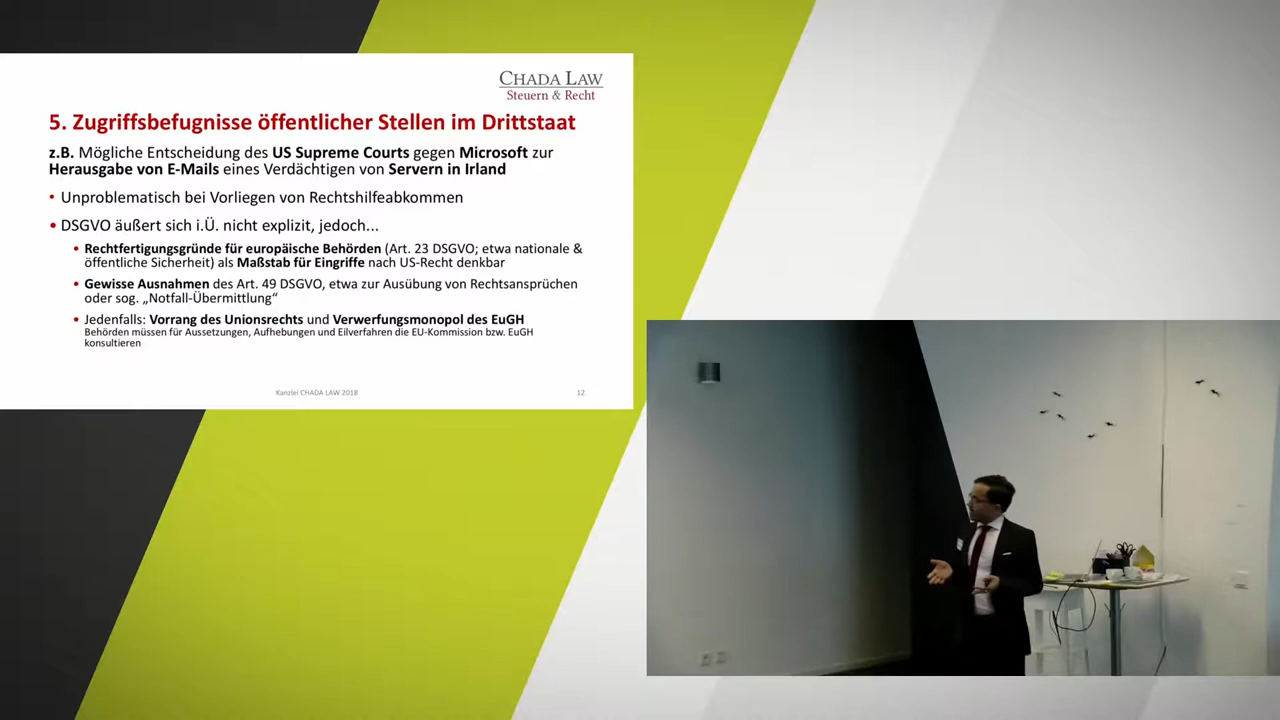 CHADA LAW
Steuern & Recht
5. Zugriffsbefugnisse öffentlicher Stellen im Drittstaat
z.B. Mögliche Entscheidung des US Supreme Courts gegen Microsoft zur
Herausgabe von E-Mails eines Verdächtigen von Servern in Irland
• Unproblematisch bei Vorliegen von Rechtshilfeabkommen
• DSGVO äußert sich i.Ü. nicht explizit, jedoch...
• Rechtfertigungsgründe für europäische Behörden (Art. 23 DSGVO; etwa nationale &
öffentliche Sicherheit) als Maßstab für Eingriffe nach US-Recht denkbar
• Gewisse Ausnahmen des Art. 49 DSGVO, etwa zur Ausübung von Rechtsansprüchen
oder sog. „Notfall-Übermittlung“
• Jedenfalls: Vorrang des Unionsrechts und Verwerfungsmonopol des EuGH
Behörden müssen für Aussetzungen, Aufhebungen und Eilverfahren die EU-Kommission bzw. EuGH
konsultieren
Kanzlei CHADA LAW 2018
12